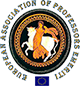 EUROPEAN ASSOCIATION OF PROFESSORS EMERITI